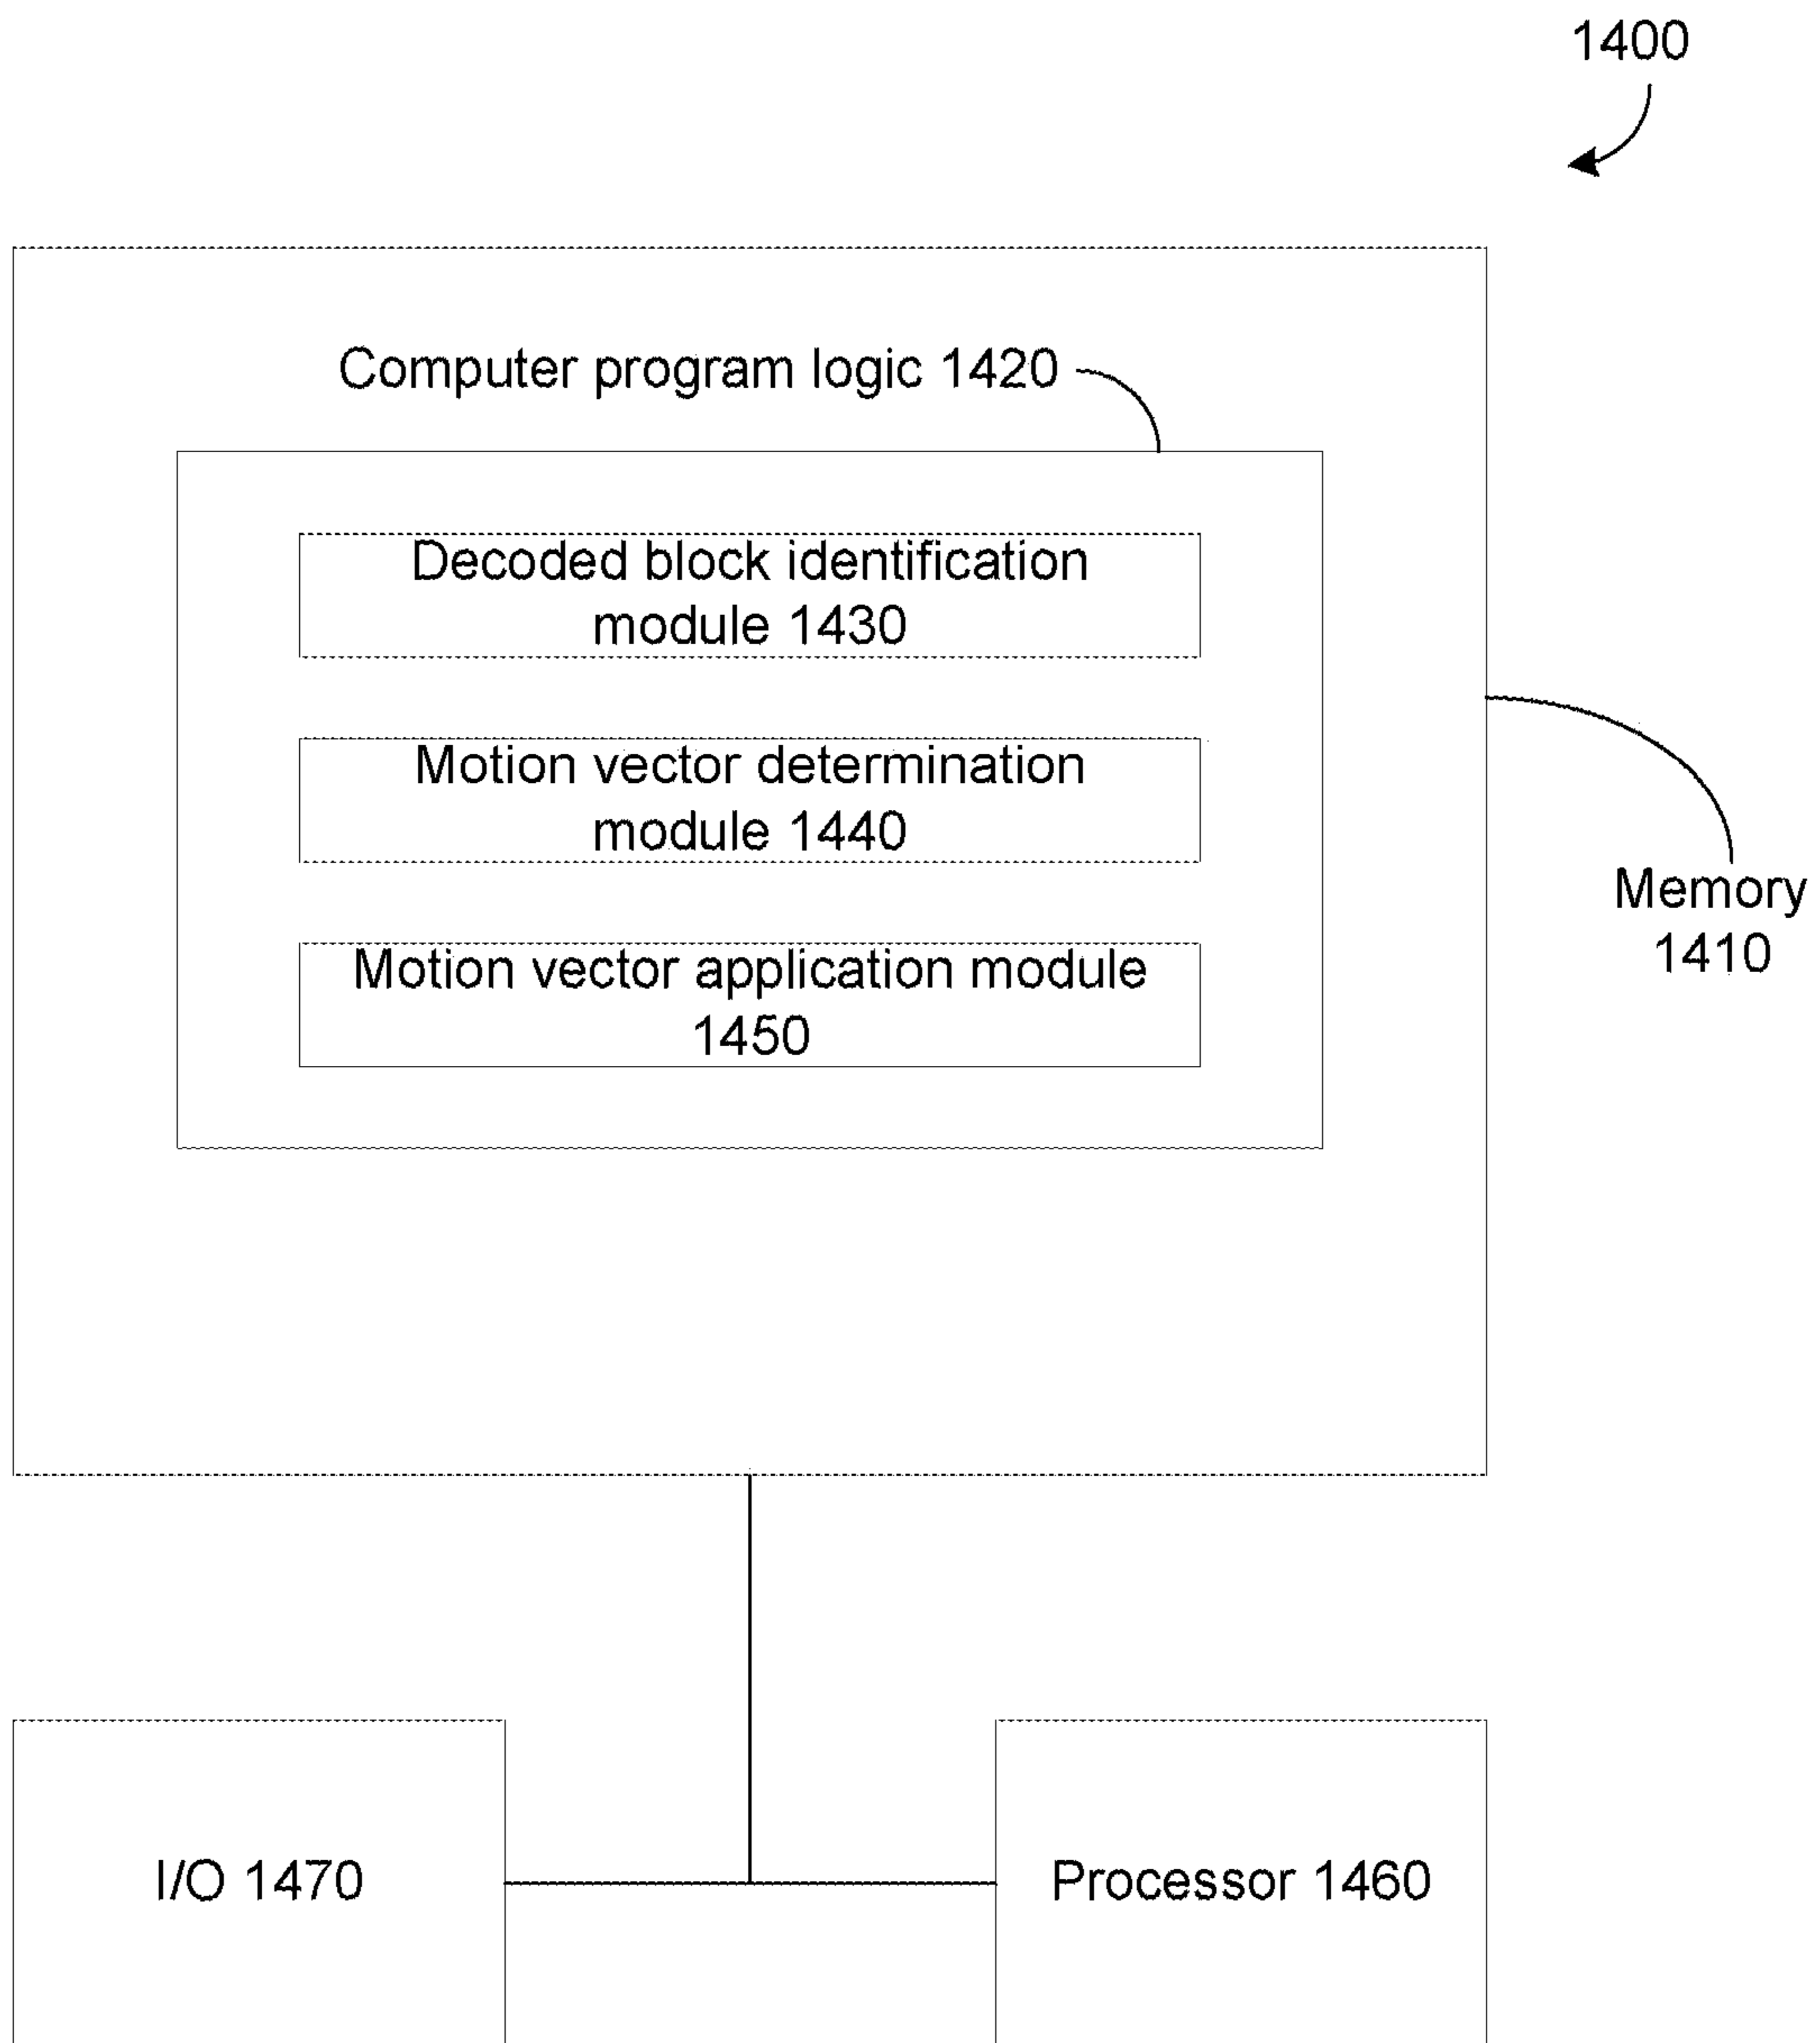 1400
Computer program logic 1420
Decoded block identification
module 1430
Motion vector determination
module 1440
Motion vector application module
1450
Memory
1410
I/O 1470
Processor 1460